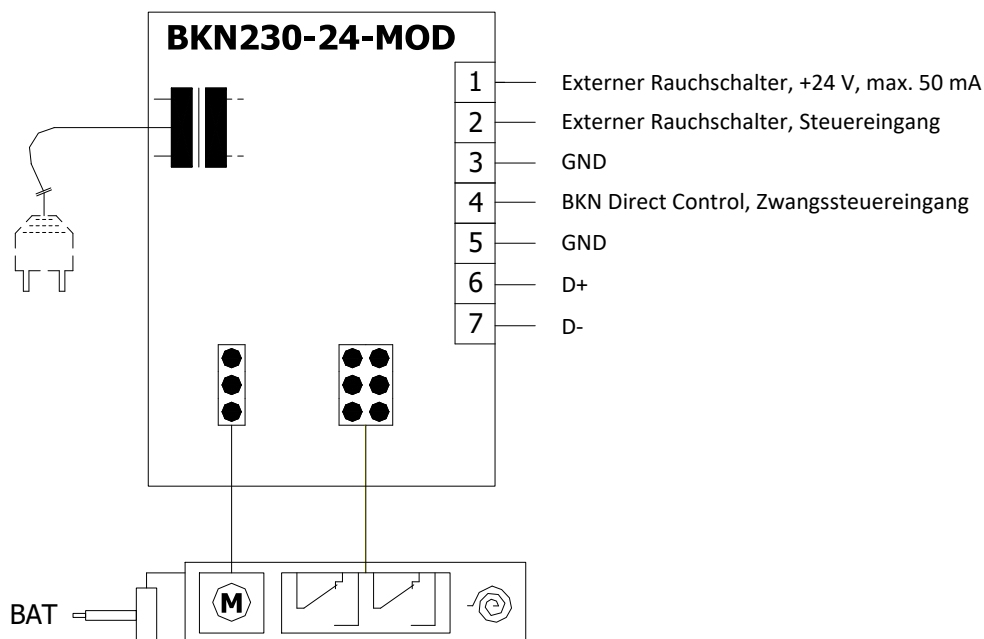 BKN230-24-MOD
1 Externer Rauchschalter, +24 V, max. 50 mA
2 Externer Rauchschalter, Steuereingang
3 GND
4 BKN Direct Control, Zwangssteuereingang
5 GND
6 D+
7 D-
M
BAT